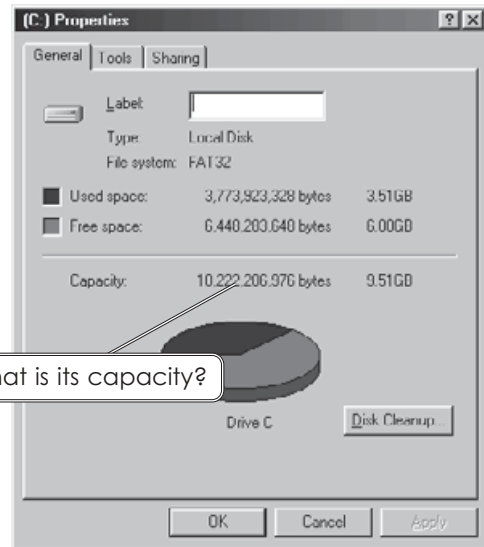 (C:) Properties
? X
General Tools Sharing
Label:
Type: Local Disk
File system: FAT32
Used space: 3,773,923,328 bytes 3.51GB
Free space: 6,440,203,640 bytes 6.00GB
Capacity: 10,222,206,976 bytes 9.51GB
at is its capacity?
Drive C
Disk Cleanup...
OK Cancel Apply